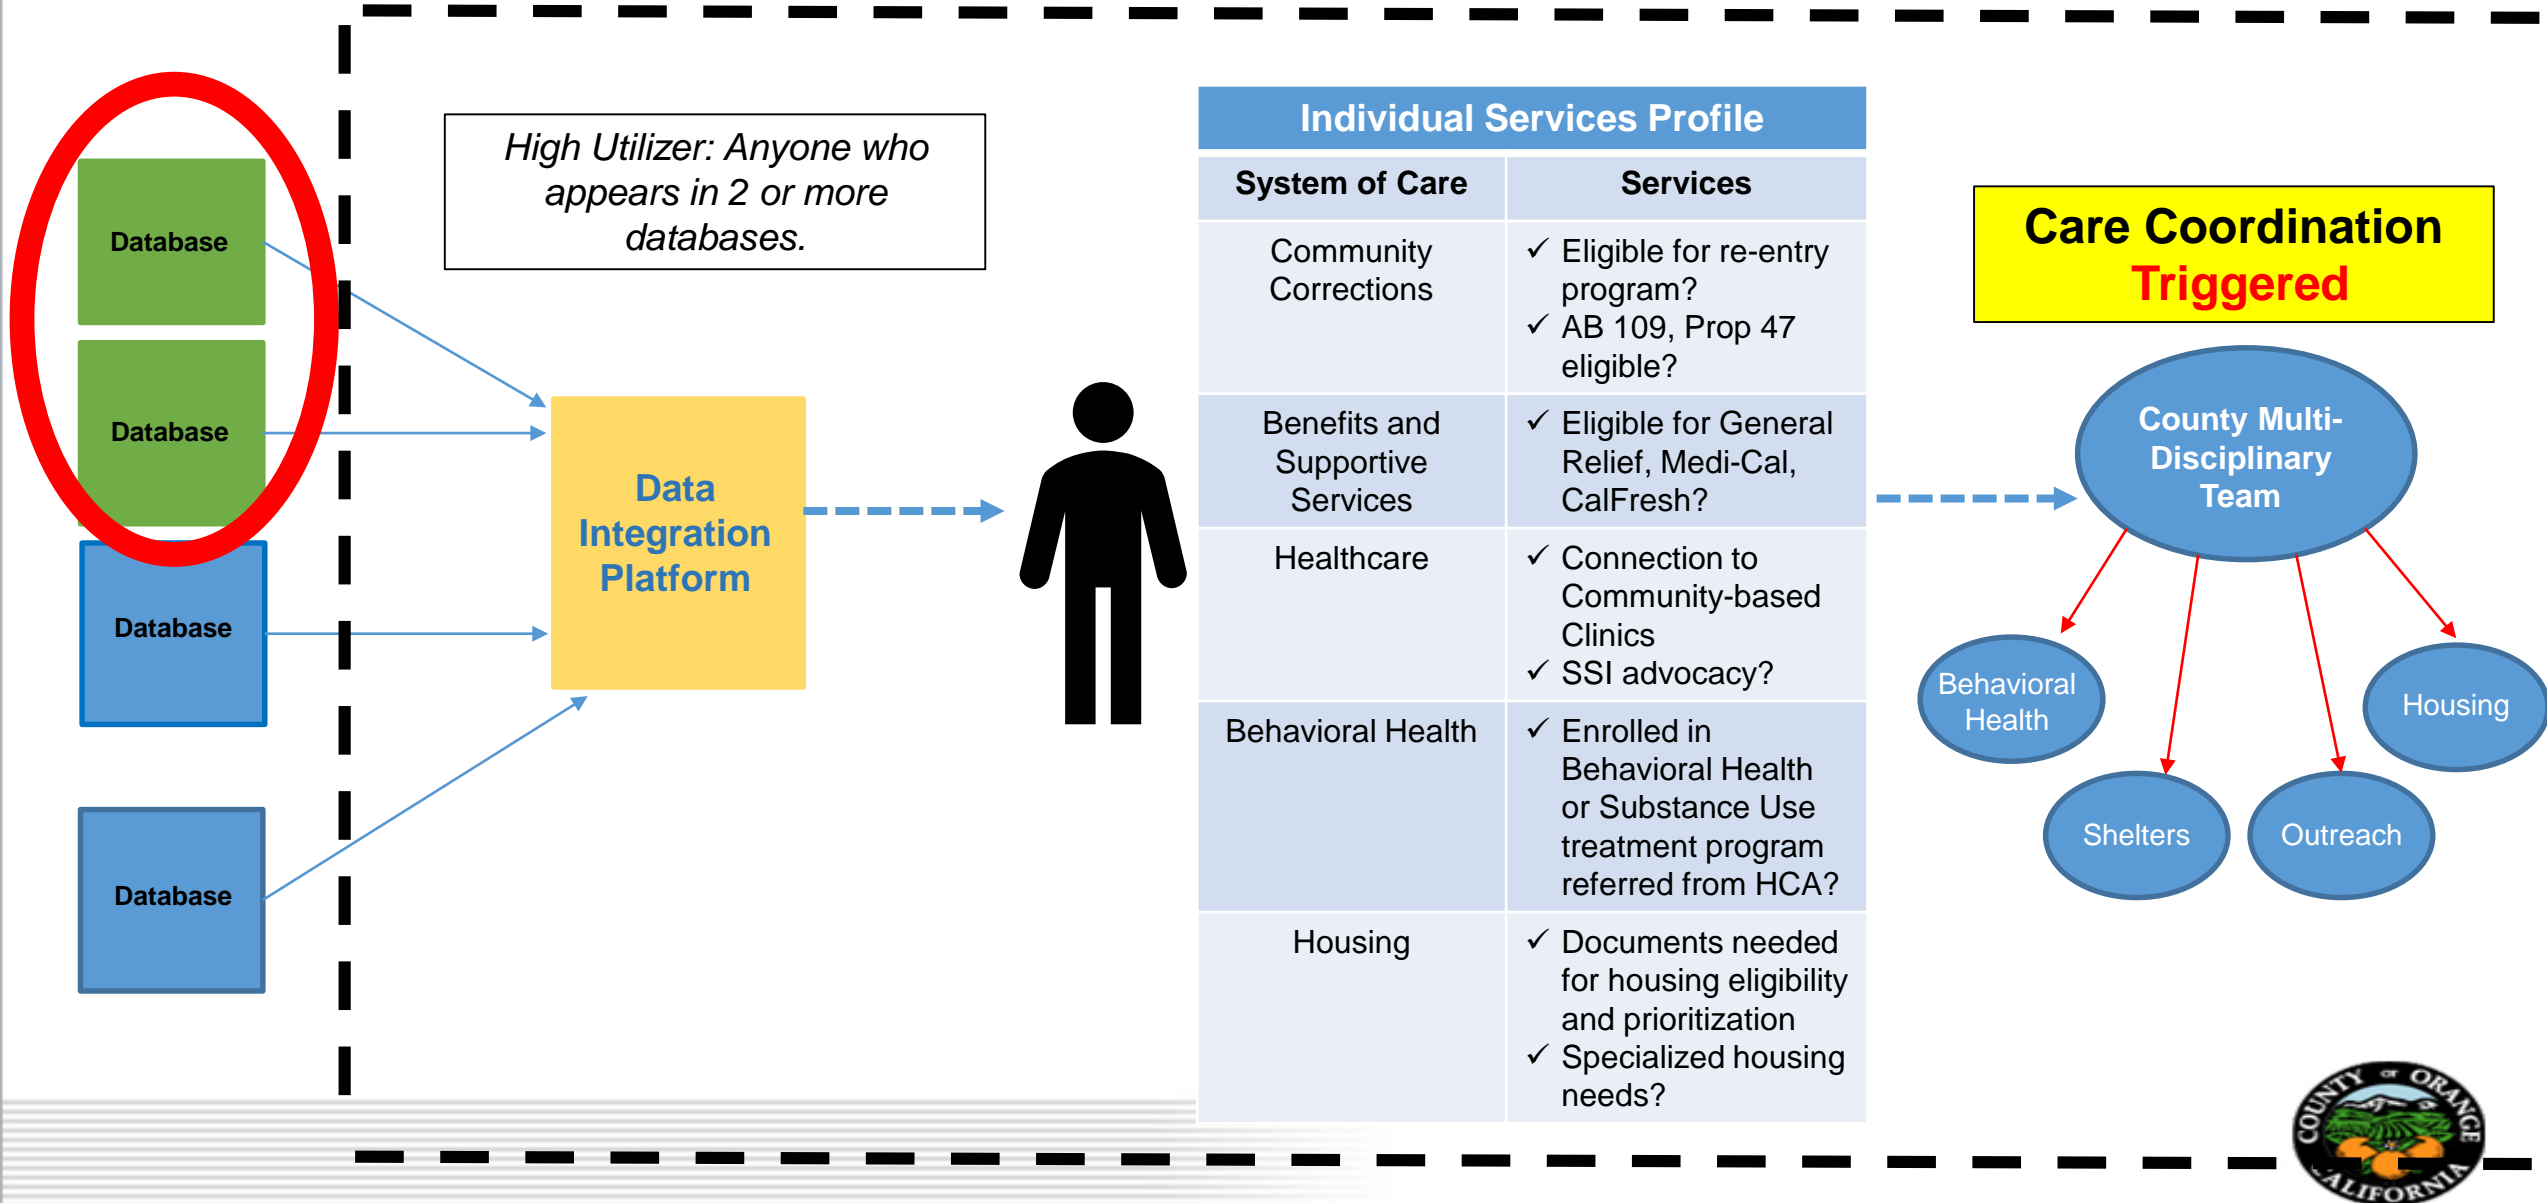 High Utilizer: Anyone who
appears in 2 or more
databases.
Database
Database
Database
Database
Data
Integration
Platform
Individual Services Profile
System of Care
Services
Community
Corrections
✓ Eligible for re-entry
program?
✓ AB 109, Prop 47
eligible?
Benefits and
Supportive
Services
✓ Eligible for General
Relief, Medi-Cal,
CalFresh?
Healthcare
✓ Connection to
Community-based
Clinics
✓ SSI advocacy?
Behavioral Health
✓ Enrolled in
Behavioral Health
or Substance Use
treatment program
referred from HCA?
Housing
✓ Documents needed
for housing eligibility
and prioritization
✓ Specialized housing
needs?
Care Coordination
Triggered
County Multi-
Disciplinary
Team
Behavioral
Health
Shelters
Outreach
Housing
COUNTY OF ORANGE
CALIFORNIA